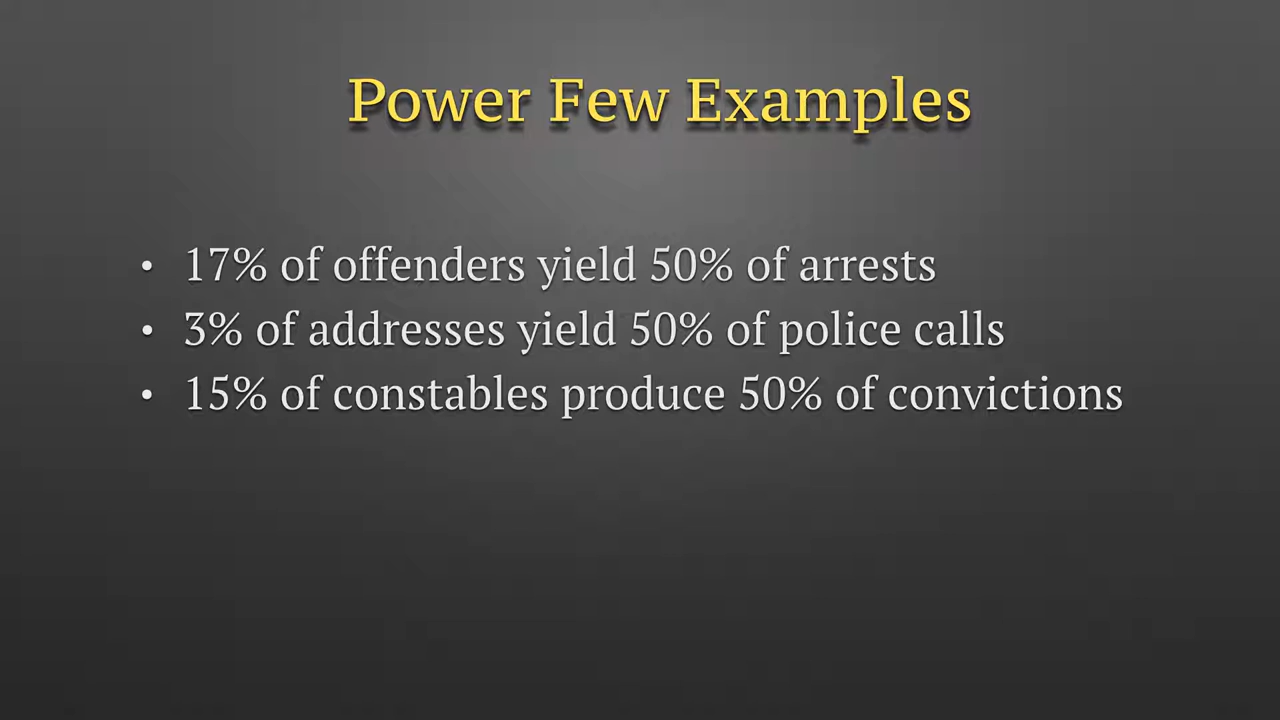 Power Few Examples
• 17% of offenders yield 50% of arrests
• 3% of addresses yield 50% of police calls
• 15% of constables produce 50% of convictions